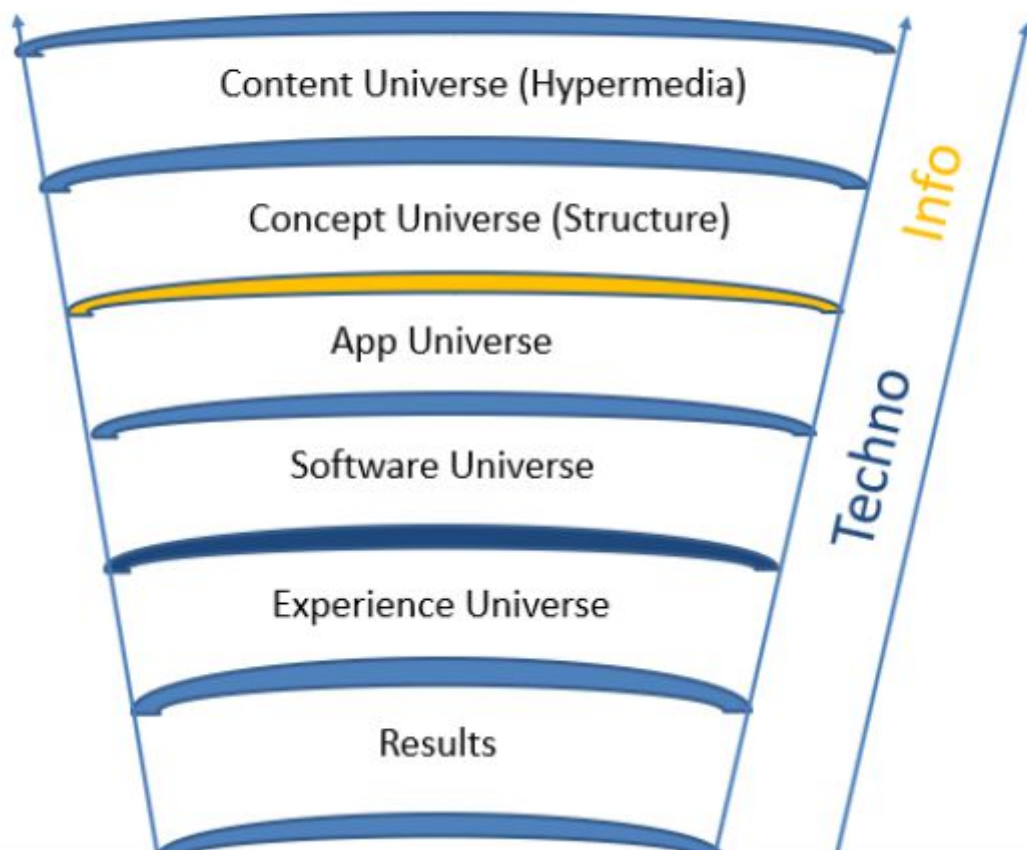 Content Universe (Hypermedia)
Concept Universe (Structure)
App Universe
Software Universe
Experience Universe
Results
Info
Techno